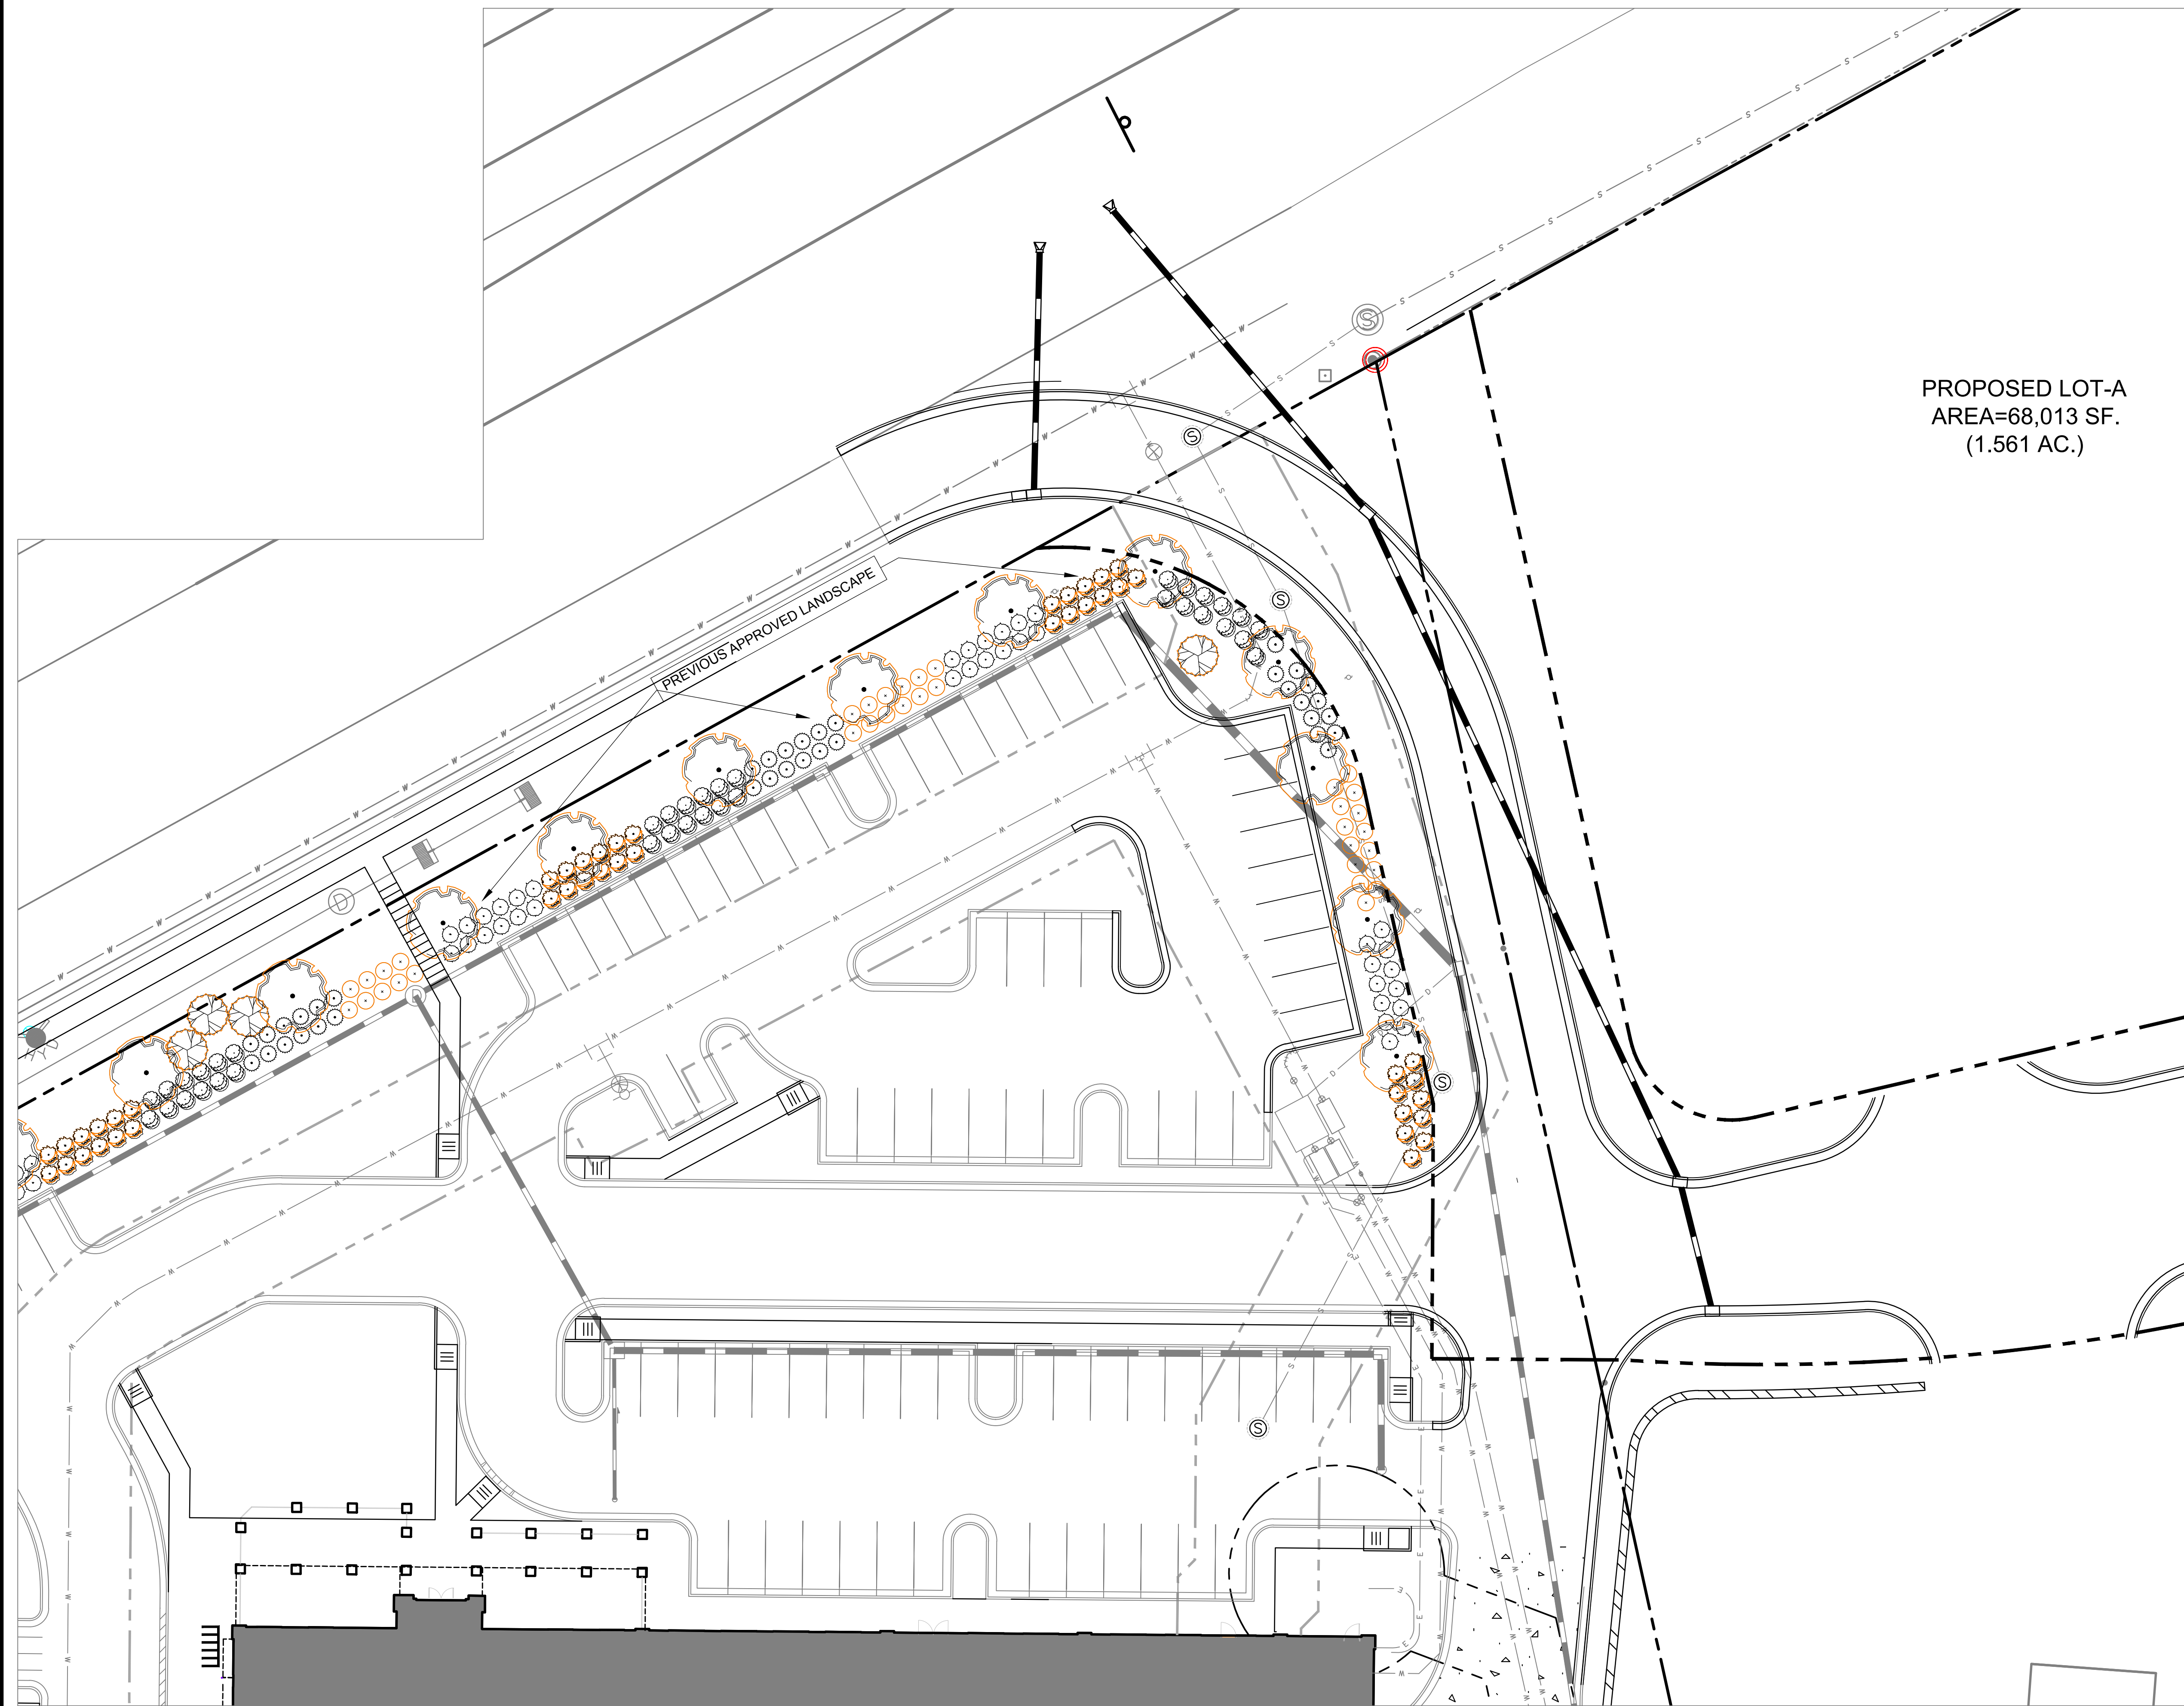 PROPOSED LOT-A
AREA=68,013 SF.
(1.561 AC.)
PREVIOUS APPROVED LANDSCAPE